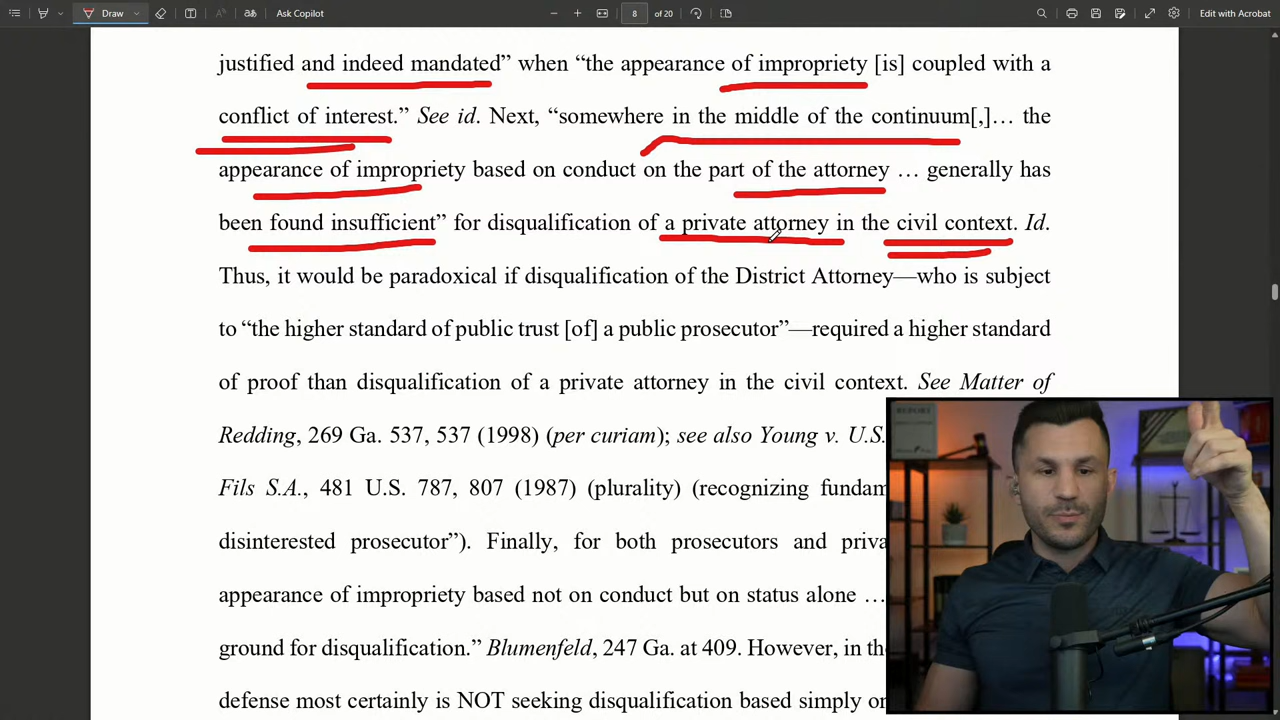 Draw
Ask Copilot
8
of 20
Edit with Acrobat
justified and indeed mandated” when “the appearance of impropriety [is] coupled with a
conflict of interest.” See id. Next, “somewhere in the middle of the continuum[,]… the
appearance of impropriety based on conduct on the part of the attorney … generally has
been found insufficient” for disqualification of a private attorney in the civil context. Id.
Thus, it would be paradoxical if disqualification of the District Attorney—who is subject
to “the higher standard of public trust [of] a public prosecutor”—required a higher standard
of proof than disqualification of a private attorney in the civil context. See Matter of
Redding, 269 Ga. 537, 537 (1998) (per curiam); see also Young v. U.S.
Fils S.A., 481 U.S. 787, 807 (1987) (plurality) (recognizing fundam
disinterested prosecutor”). Finally, for both prosecutors and priva
appearance of impropriety based not on conduct but on status alone …
ground for disqualification.” Blumenfeld, 247 Ga. at 409. However, in the
defense most certainly is NOT seeking disqualification based simply or
REPORT